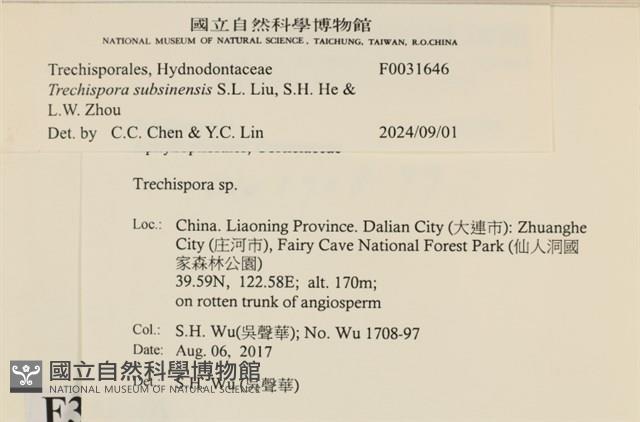 國立自然科學博物館
NATIONAL MUSEUM OF NATURAL SCIENCE, TAICHUNG, TAIWAN, R.O.CHINA
Trechisporales, Hydnodontaceae F0031646
Trechispora subsinensis S.L. Liu, S.H. He &
L.W. Zhou
Det. by C.C. Chen & Y.C. Lin 2024/09/01
Trechispora sp.
Loc.: China. Liaoning Province. Dalian City (大連市): Zhuanghe
City (庄河市), Fairy Cave National Forest Park (仙人洞國
家森林公園)
39.59N, 122.58E; alt. 170m;
on rotten trunk of angiosperm
Col.: S.H. Wu(吳聲華); No. Wu 1708-97
Date: Aug. 06, 2017
國立自然科學博物館
NATIONAL MUSEUM OF NATURAL SCIENCE
Det.: S.H. Wu (吳聲華)